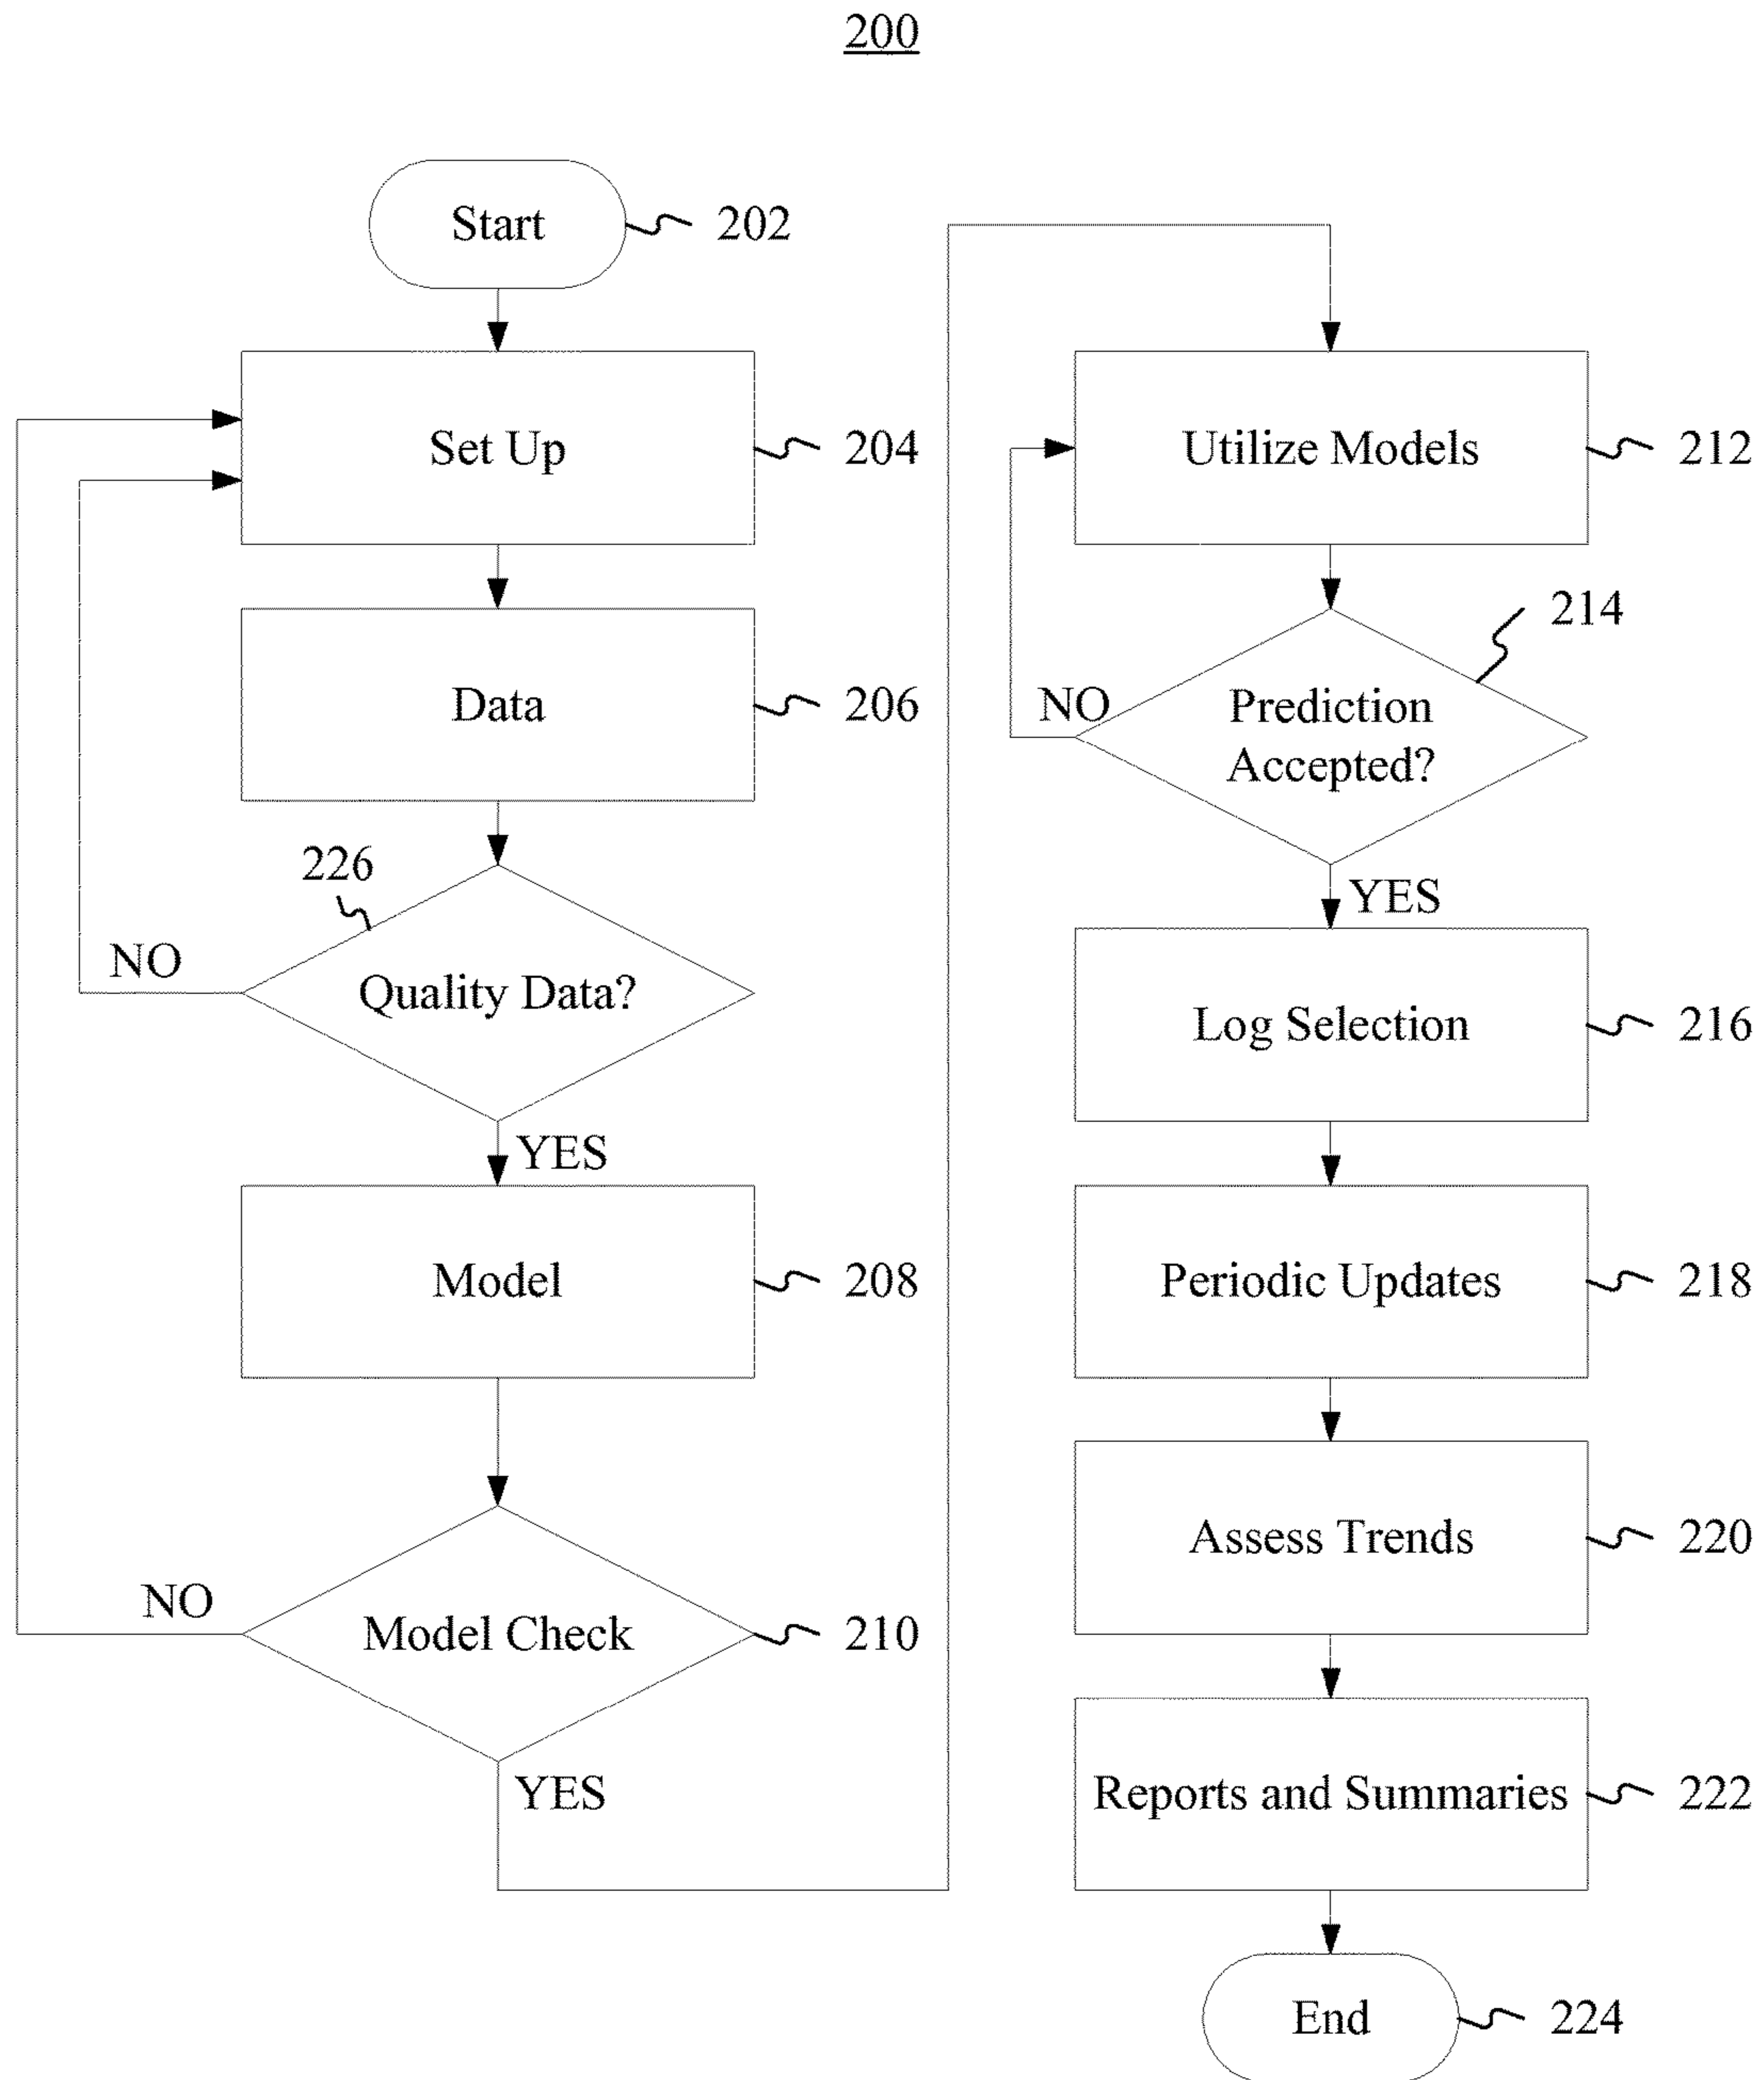 200
Start
202
Set Up
204
Data
206
226
NO
Quality Data?
YES
Model
208
NO
Model Check
210
YES
Utilize Models
212
214
NO
Prediction
Accepted?
YES
Log Selection
216
Periodic Updates
218
Assess Trends
220
Reports and Summaries
222
End
224